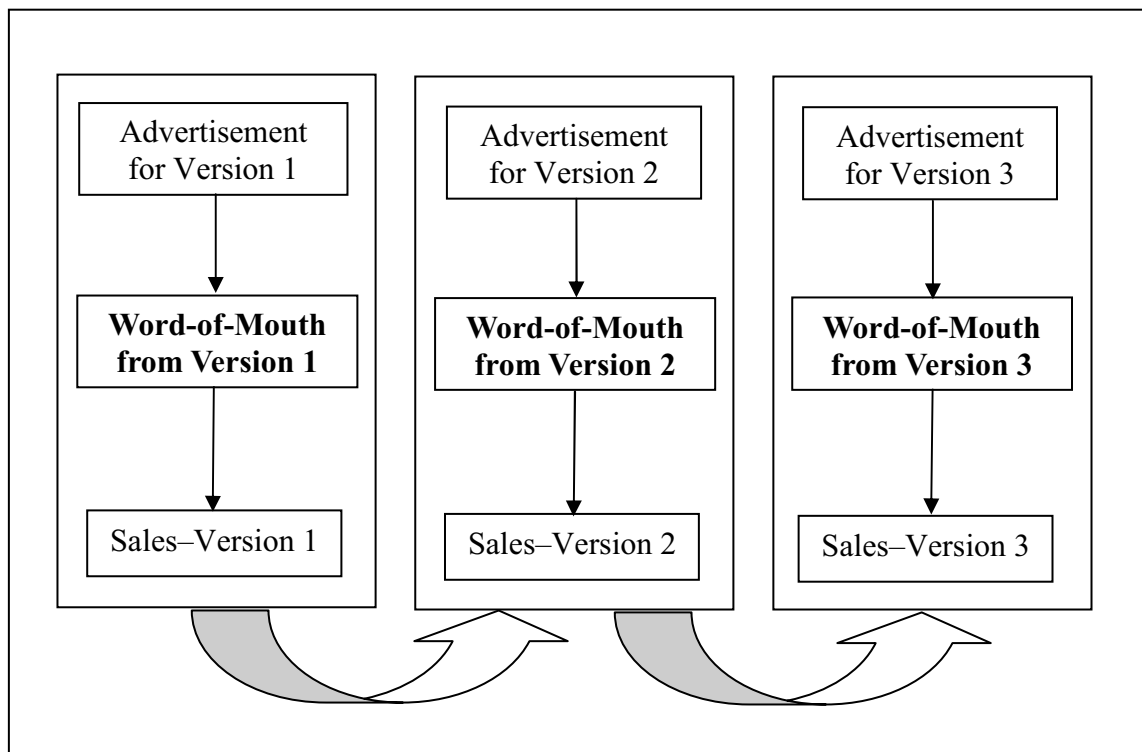 Advertisement
for Version 1
Word-of-Mouth
from Version 1
Sales–Version 1
Advertisement
for Version 2
Word-of-Mouth
from Version 2
Sales–Version 2
Advertisement
for Version 3
Word-of-Mouth
from Version 3
Sales–Version 3